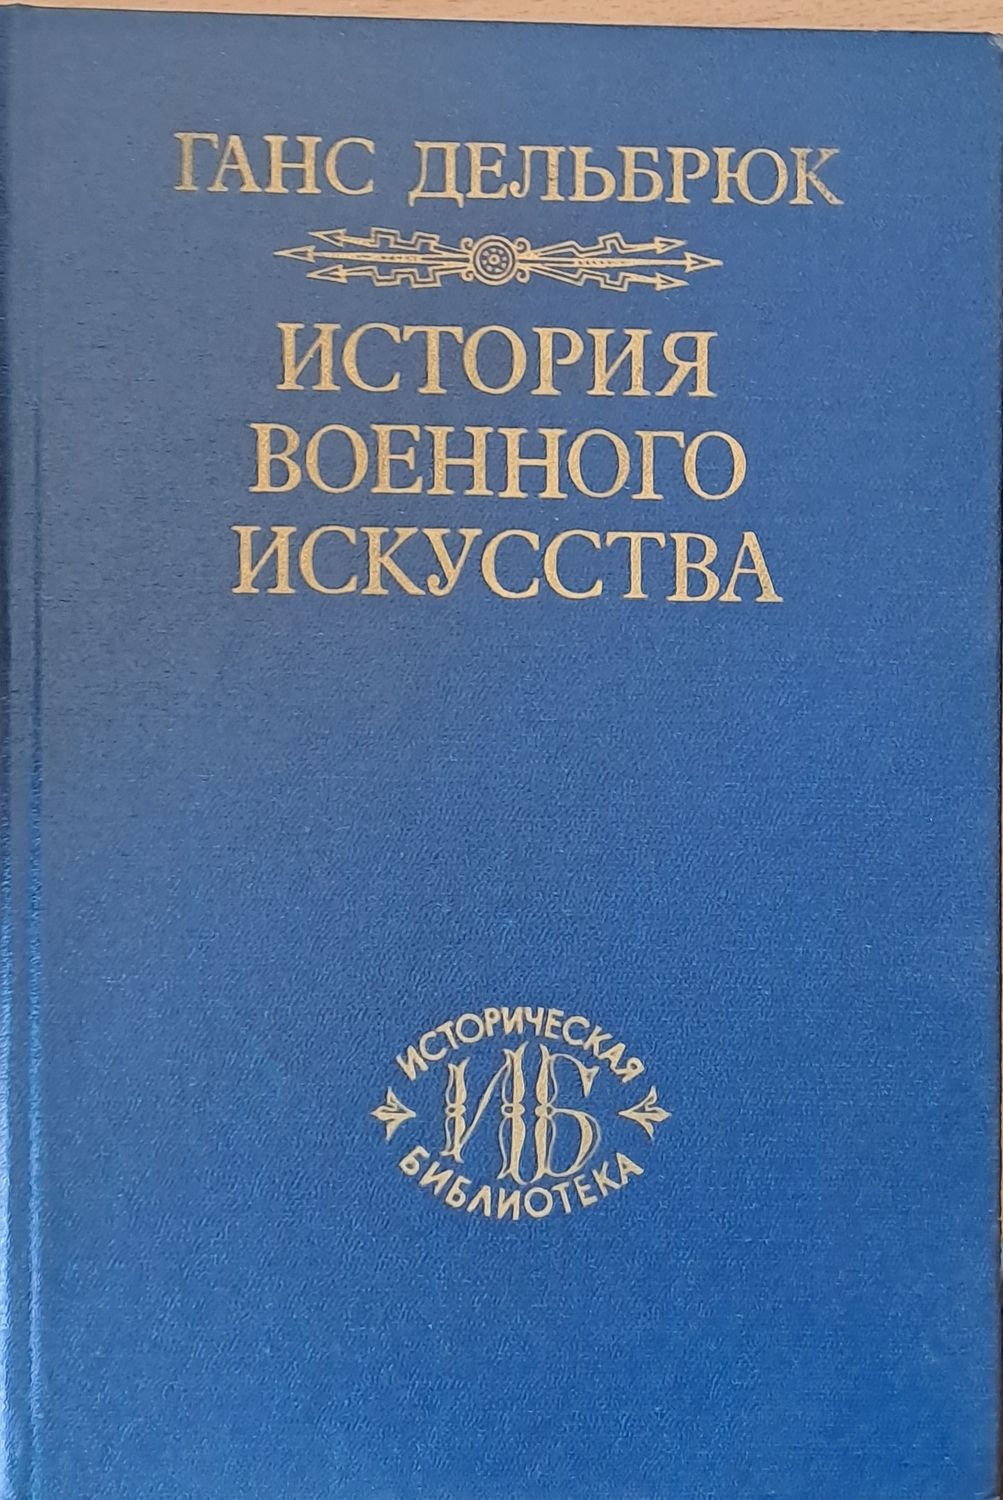 ГАНС ДЕЛЬБРЮК
ИСТОРИЯ
ВОЕННОГО
ИСКУССТВА
ИСТОРИЧЕСКАЯ
ИБ
БИБЛИОТЕКА